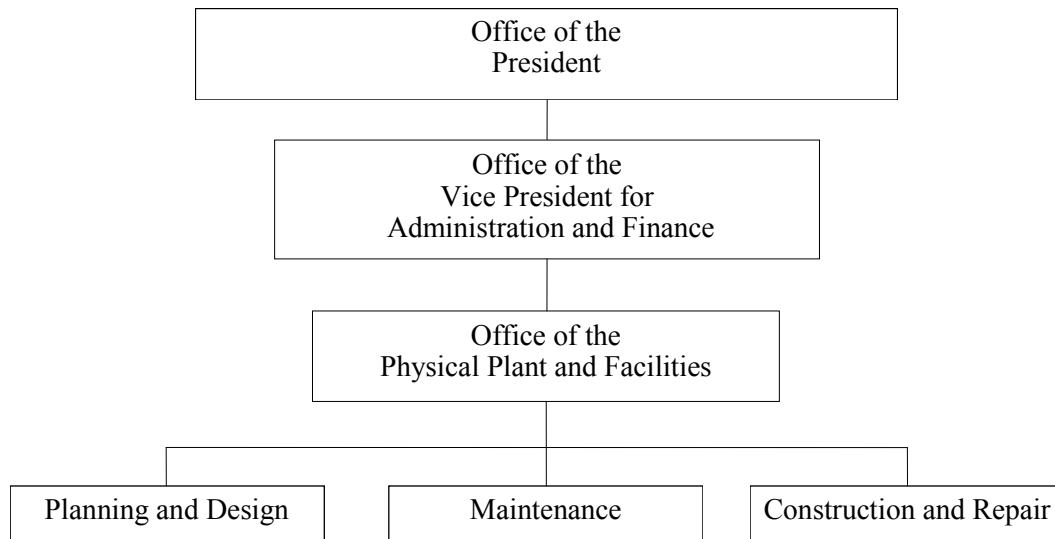 Office of the
President
Office of the
Vice President for
Administration and Finance
Office of the
Physical Plant and Facilities
Planning and Design
Maintenance
Construction and Repair